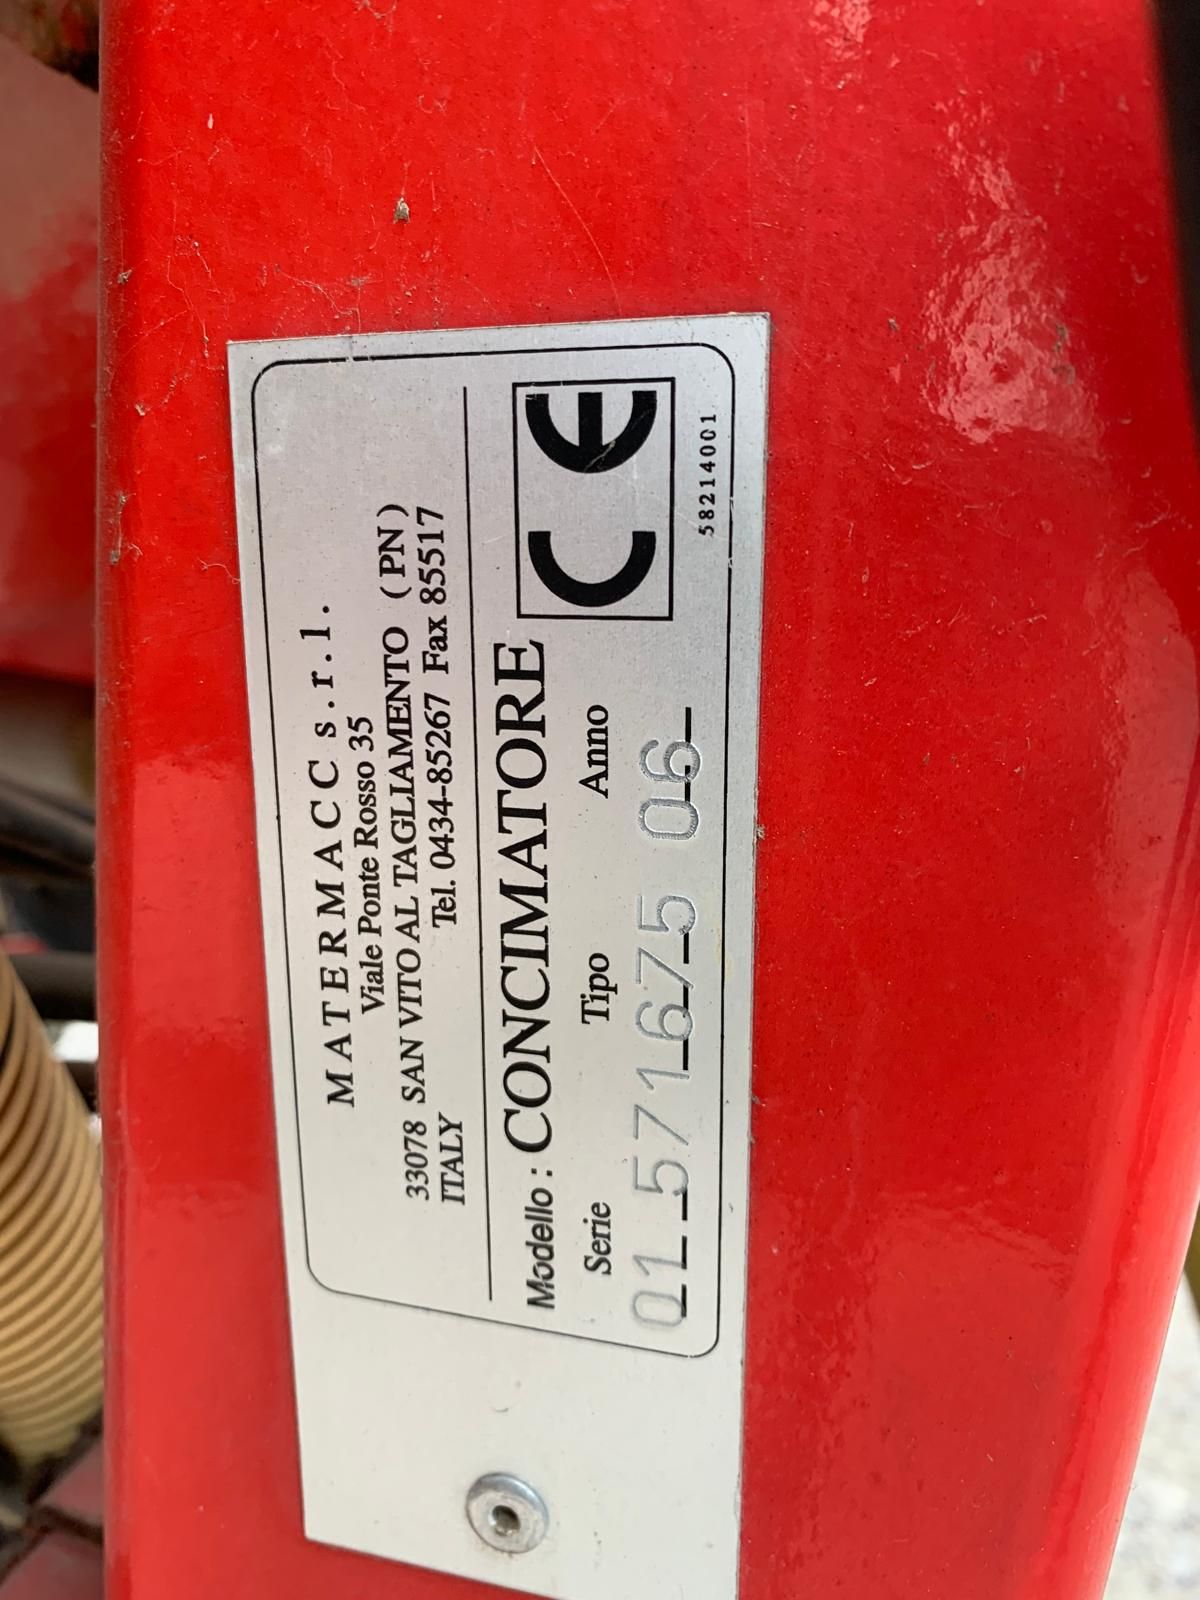 MATERMACC s.r.l.
Viale Ponte Rosso 35
33078 SAN VITO AL TAGLIAMENTO (PN)
ITALY Tel. 0434-85267 Fax 85517
Modello : CONCIMATORE
CE
Serie Tipo Anno
01 571675 06
58214001